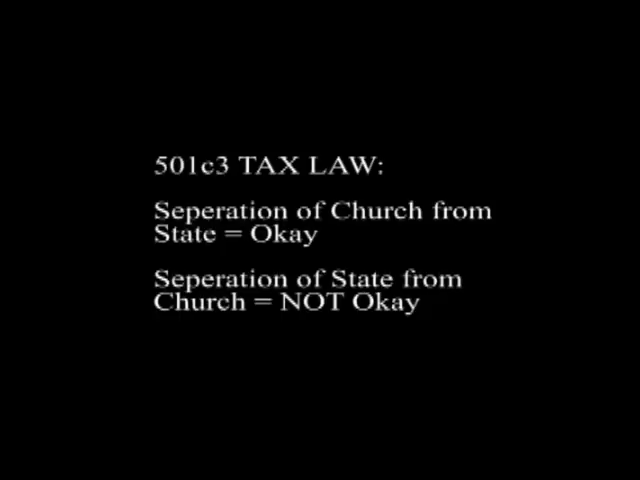 501c3 TAX LAW:
Seperation of Church from
State = Okay
Seperation of State from
Church = NOT Okay